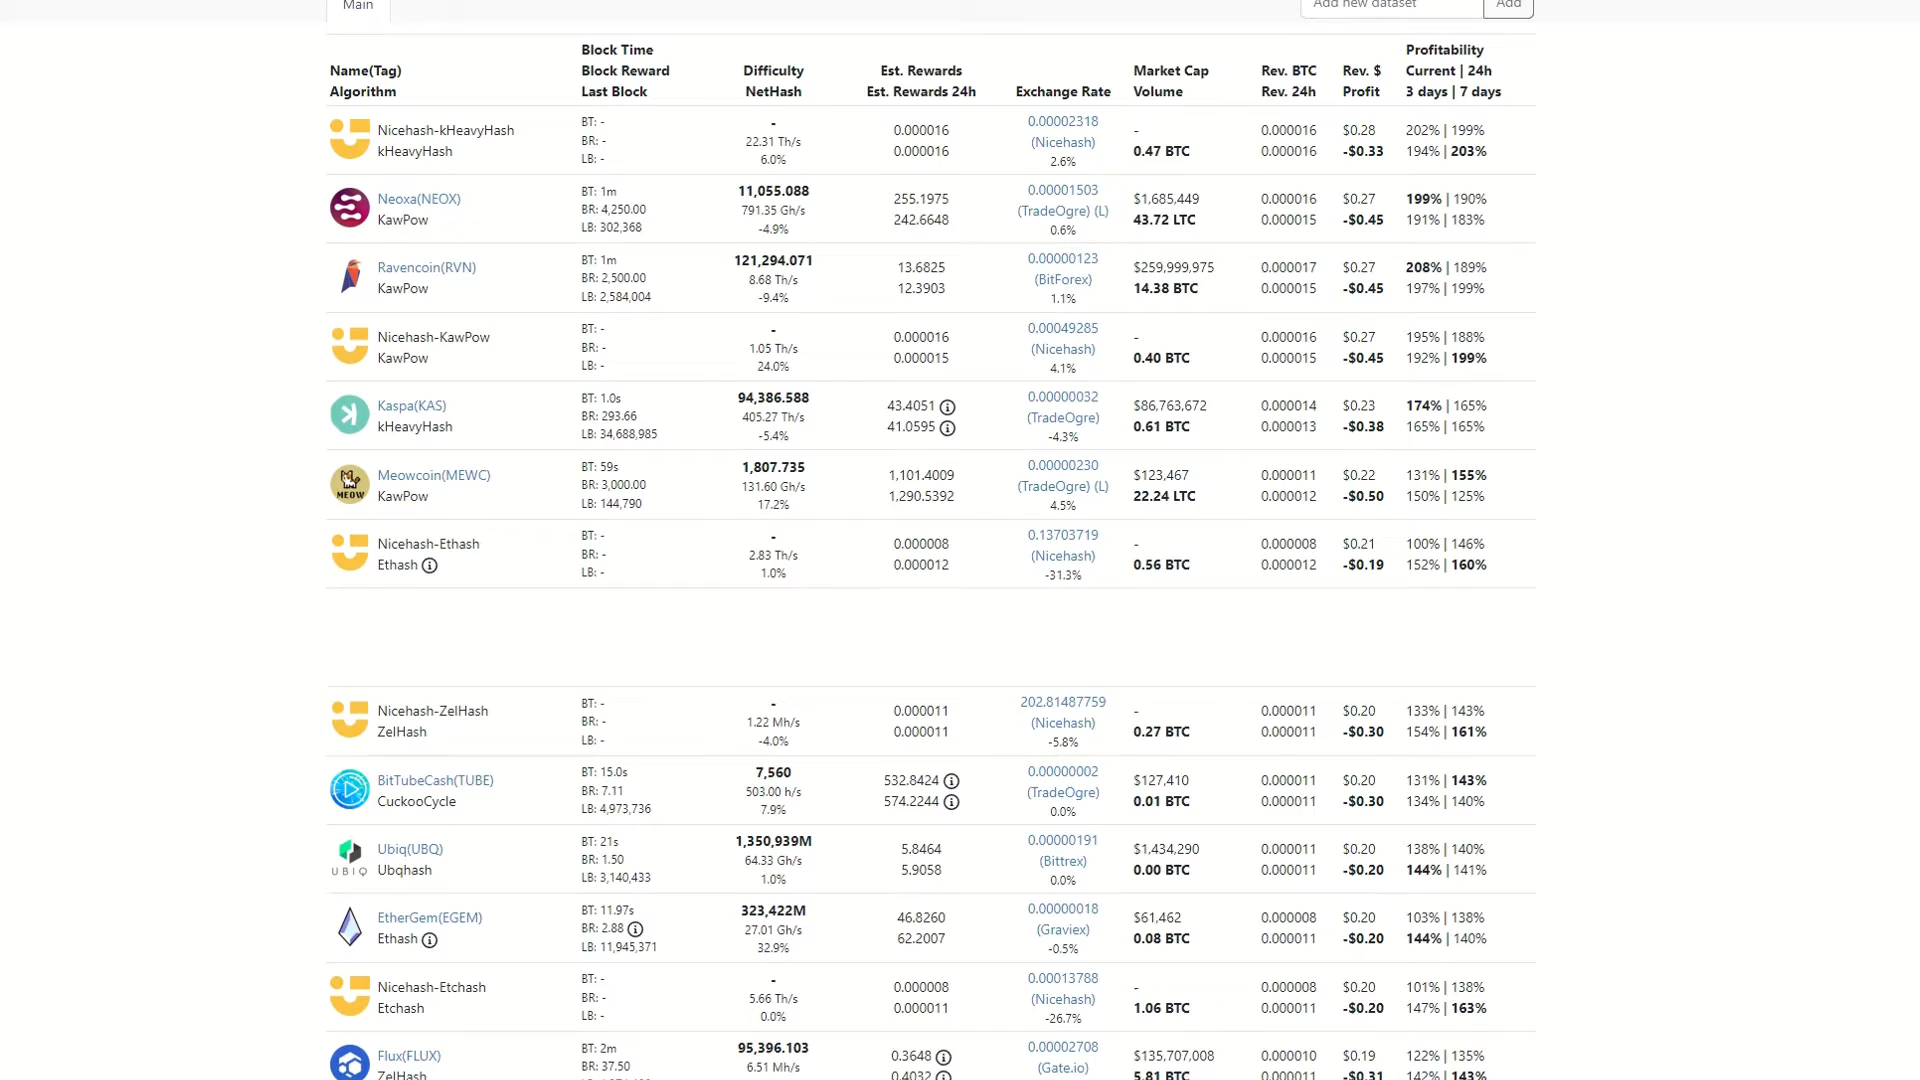 Main
Add new dataset
Add
Name(Tag)
Algorithm
Block Time
Block Reward
Last Block
Difficulty
NetHash
Est. Rewards
Est. Rewards 24h
Exchange Rate
Market Cap
Volume
Rev. BTC
Rev. 24h
Rev. $
Profit
Profitability
Current | 24h
3 days | 7 days
Nicehash-kHeavyHash
kHeavyHash
BT: -
BR: -
LB: -
-
22.31 Th/s
6.0%
0.000016
0.000016
0.00002318
(Nicehash)
2.6%
-
0.47 BTC
0.000016
0.000016
$0.28
-$0.33
202% | 199%
194% | 203%
Neoxa(NEOX)
KawPow
BT: 1m
BR: 4,250.00
LB: 302,368
11,055.088
791.35 Gh/s
-4.9%
255.1975
242.6648
0.00001503
(TradeOgre) (L)
0.6%
$1,685,449
43.72 LTC
0.000016
0.000015
$0.27
-$0.45
199% | 190%
191% | 183%
Ravencoin(RVN)
KawPow
BT: 1m
BR: 2,500.00
LB: 2,584,004
121,294.071
8.68 Th/s
-9.4%
13.6825
12.3903
0.00000123
(BitForex)
1.1%
$259,999,975
14.38 BTC
0.000017
0.000015
$0.27
-$0.45
208% | 189%
197% | 199%
Nicehash-KawPow
KawPow
BT: -
BR: -
LB: -
-
1.05 Th/s
24.0%
0.000016
0.000015
0.00049285
(Nicehash)
4.1%
-
0.40 BTC
0.000016
0.000015
$0.27
-$0.45
195% | 188%
192% | 199%
Kaspa(KAS)
kHeavyHash
BT: 1.0s
BR: 293.66
LB: 34,688,985
94,386.588
405.27 Th/s
-5.4%
43.4051
41.0595
0.00000032
(TradeOgre)
-4.3%
$86,763,672
0.61 BTC
0.000014
0.000013
$0.23
-$0.38
174% | 165%
165% | 165%
MEOW
Meowcoin(MEWC)
KawPow
BT: 59s
BR: 3,000.00
LB: 144,790
1,807.735
131.60 Gh/s
17.2%
1,101.4009
1,290.5392
0.00000230
(TradeOgre) (L)
4.5%
$123,467
22.24 LTC
0.000011
0.000012
$0.22
-$0.50
131% | 155%
150% | 125%
Nicehash-Ethash
Ethash
BT: -
BR: -
LB: -
-
2.83 Th/s
1.0%
0.000008
0.000012
0.13703719
(Nicehash)
-31.3%
-
0.56 BTC
0.000008
0.000012
$0.21
-$0.19
100% | 146%
152% | 160%
Nicehash-ZelHash
ZelHash
BT: -
BR: -
LB: -
-
1.22 Mh/s
-4.0%
0.000011
0.000011
202.81487759
(Nicehash)
-5.8%
-
0.27 BTC
0.000011
0.000011
$0.20
-$0.30
133% | 143%
154% | 161%
BitTubeCash(TUBE)
CuckooCycle
BT: 15.0s
BR: 7.11
LB: 4,973,736
7,560
503.00 h/s
7.9%
532.8424
574.2244
0.00000002
(TradeOgre)
0.0%
$127,410
0.01 BTC
0.000011
0.000011
$0.20
-$0.30
131% | 143%
134% | 140%
UBIQ
Ubiq(UBQ)
Ubqhash
BT: 21s
BR: 1.50
LB: 3,140,433
1,350,939M
64.33 Gh/s
1.0%
5.8464
5.9058
0.00000191
(Bittrex)
0.0%
$1,434,290
0.00 BTC
0.000011
0.000011
$0.20
-$0.20
138% | 140%
144% | 141%
EtherGem(EGEM)
Ethash
BT: 11.97s
BR: 2.88
LB: 11,945,371
323,422M
27.01 Gh/s
32.9%
46.8260
62.2007
0.00000018
(Graviex)
-0.5%
$61,462
0.08 BTC
0.000008
0.000011
$0.20
-$0.20
103% | 138%
144% | 140%
Nicehash-Etchash
Etchash
BT: -
BR: -
LB: -
-
5.66 Th/s
0.0%
0.000008
0.000011
0.00013788
(Nicehash)
-26.7%
-
1.06 BTC
0.000008
0.000011
$0.20
-$0.20
101% | 138%
147% | 163%
Flux(FLUX)
ZelHash
BT: 2m
BR: 37.50
95,396.103
6.51 Mh/s
0.3648
0.4032
0.00002708
(Gate.io)
$135,707,008
5.81 BTC
0.000010
0.000011
$0.19
-$0.31
122% | 135%
142% | 143%